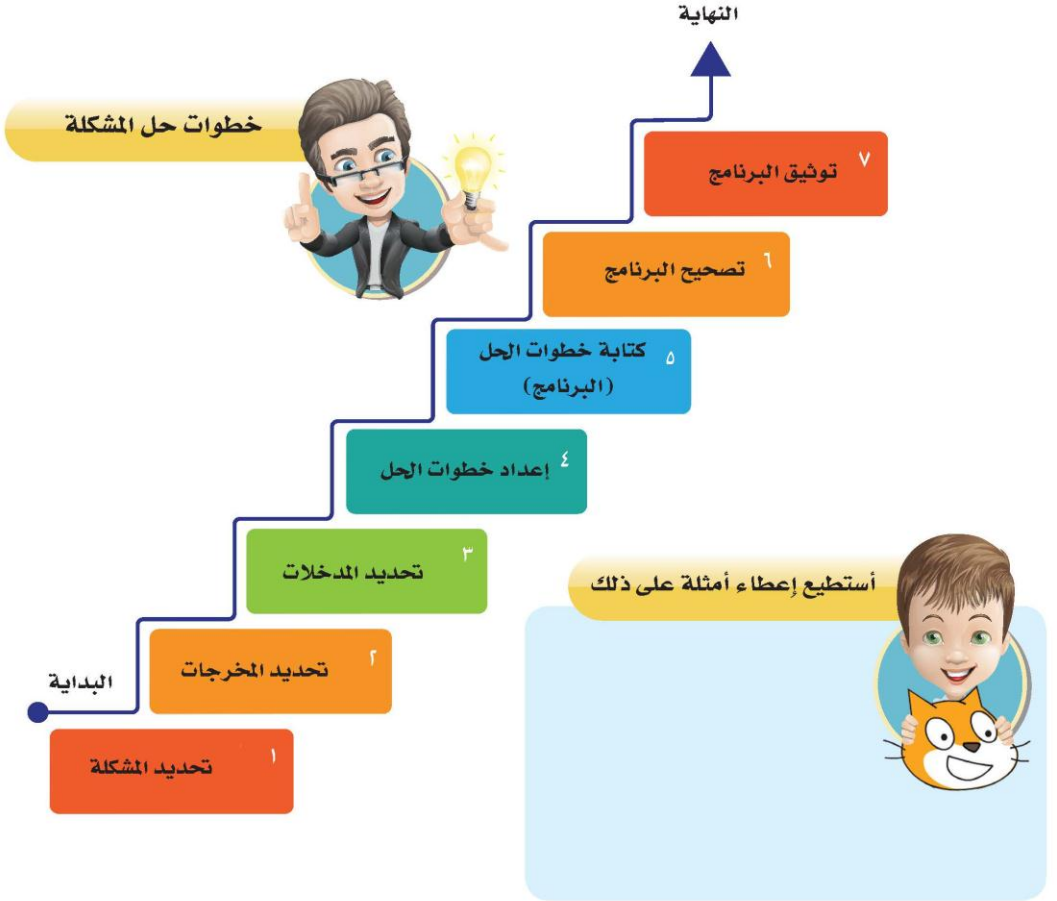 خطوات حل المشكلة
البداية
١ تحديد المشكلة
٢ تحديد المخرجات
٣ تحديد المدخلات
٤ إعداد خطوات الحل
٥ كتابة خطوات الحل
(البرنامج)
٦ تصحيح البرنامج
٧ توثيق البرنامج
النهاية
أستطيع إعطاء أمثلة على ذلك